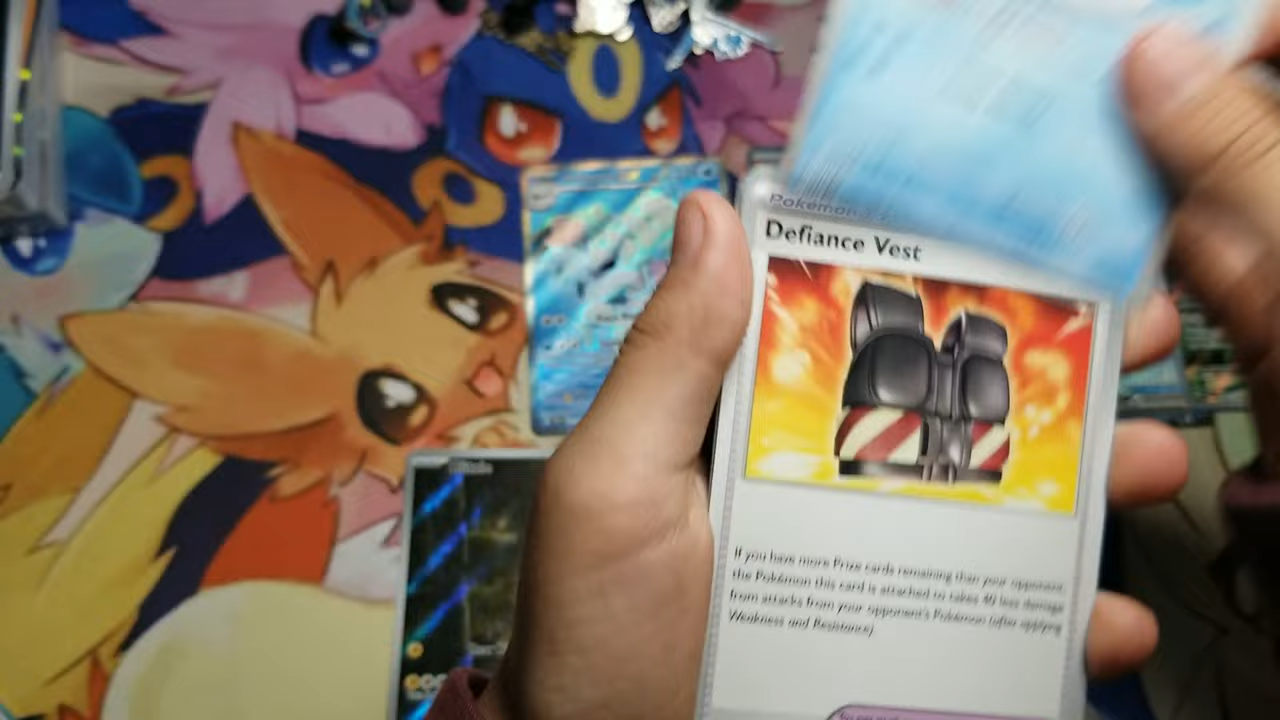 Pokémon
Defiance Vest
If you have more Prize cards remaining than your opponent,
the Pokémon this card is attached to takes 40 less damage
from attacks from your opponent's Pokémon (after applying
Weakness and Resistance).